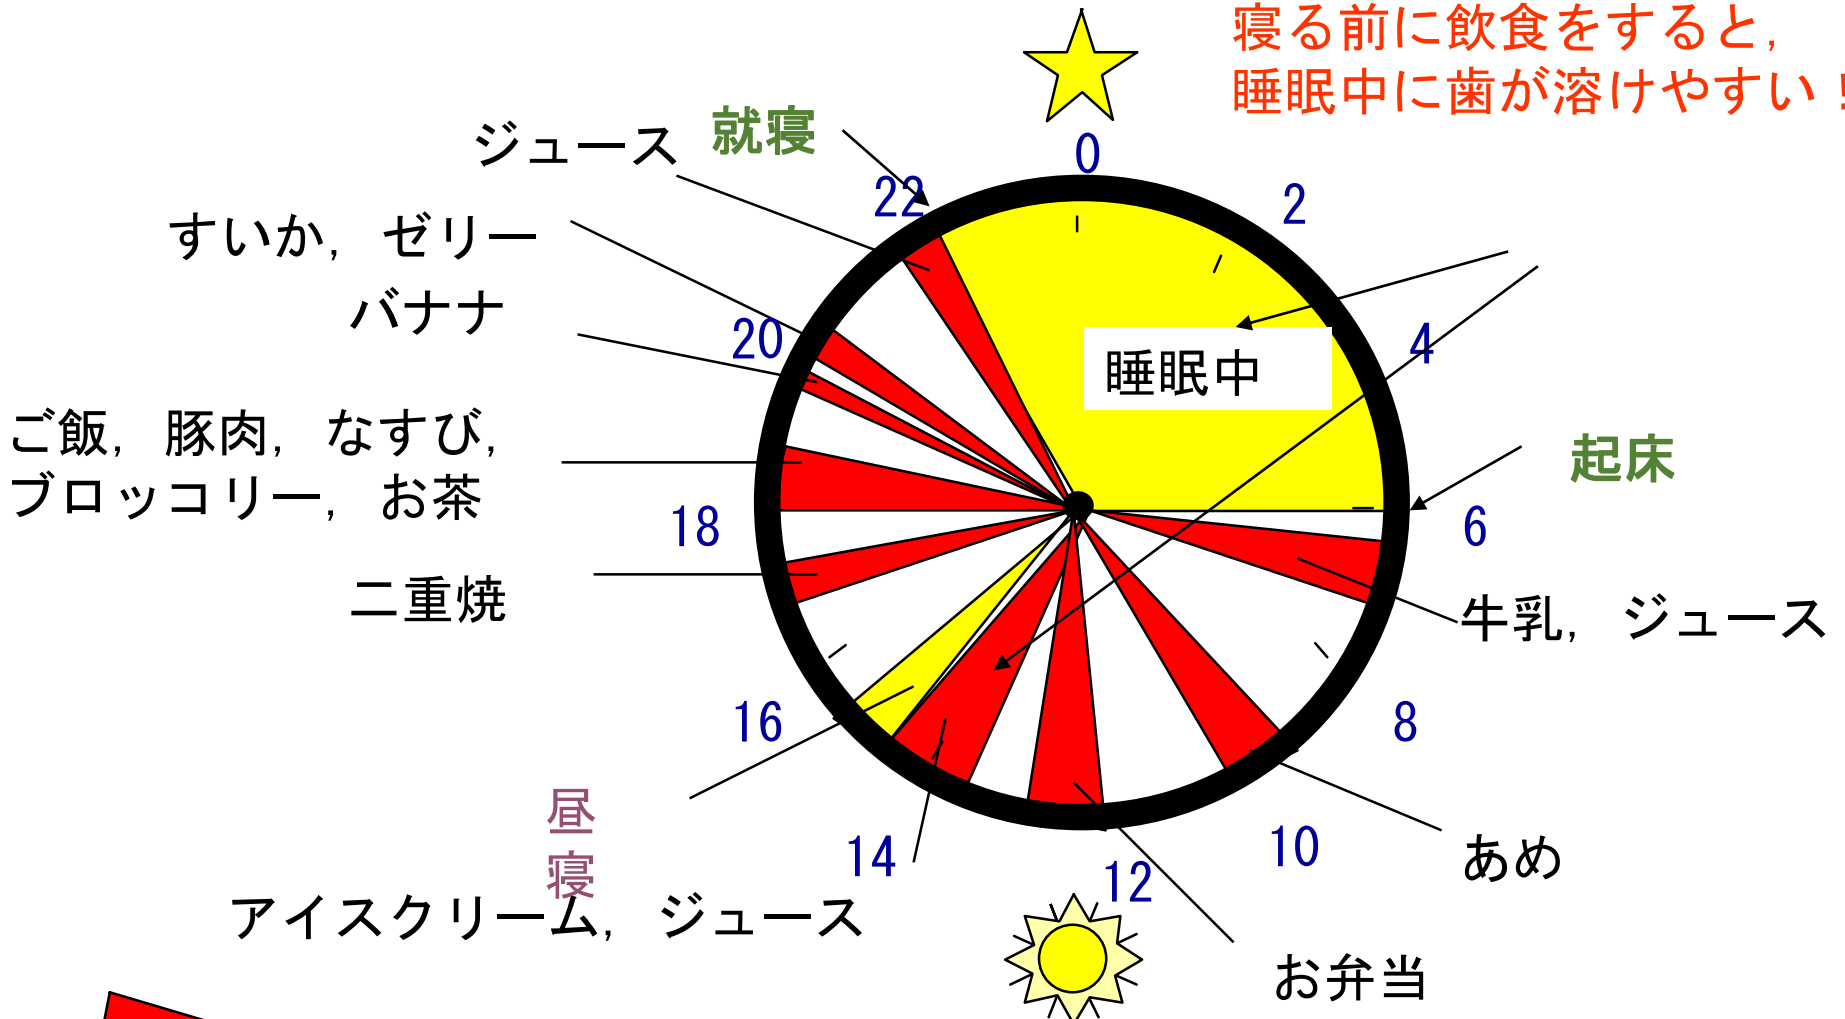 寝る前に飲食をすると，
睡眠中に歯が溶けやすい！
就寝
ジュース
0
22
2
すいか，ゼリー
バナナ
20
4
睡眠中
ご飯，豚肉，なすび，
ブロッコリー，お茶
起床
18
6
二重焼
牛乳，ジュース
16
8
昼
寝
14
10
12
あめ
アイスクリーム，ジュース
お弁当